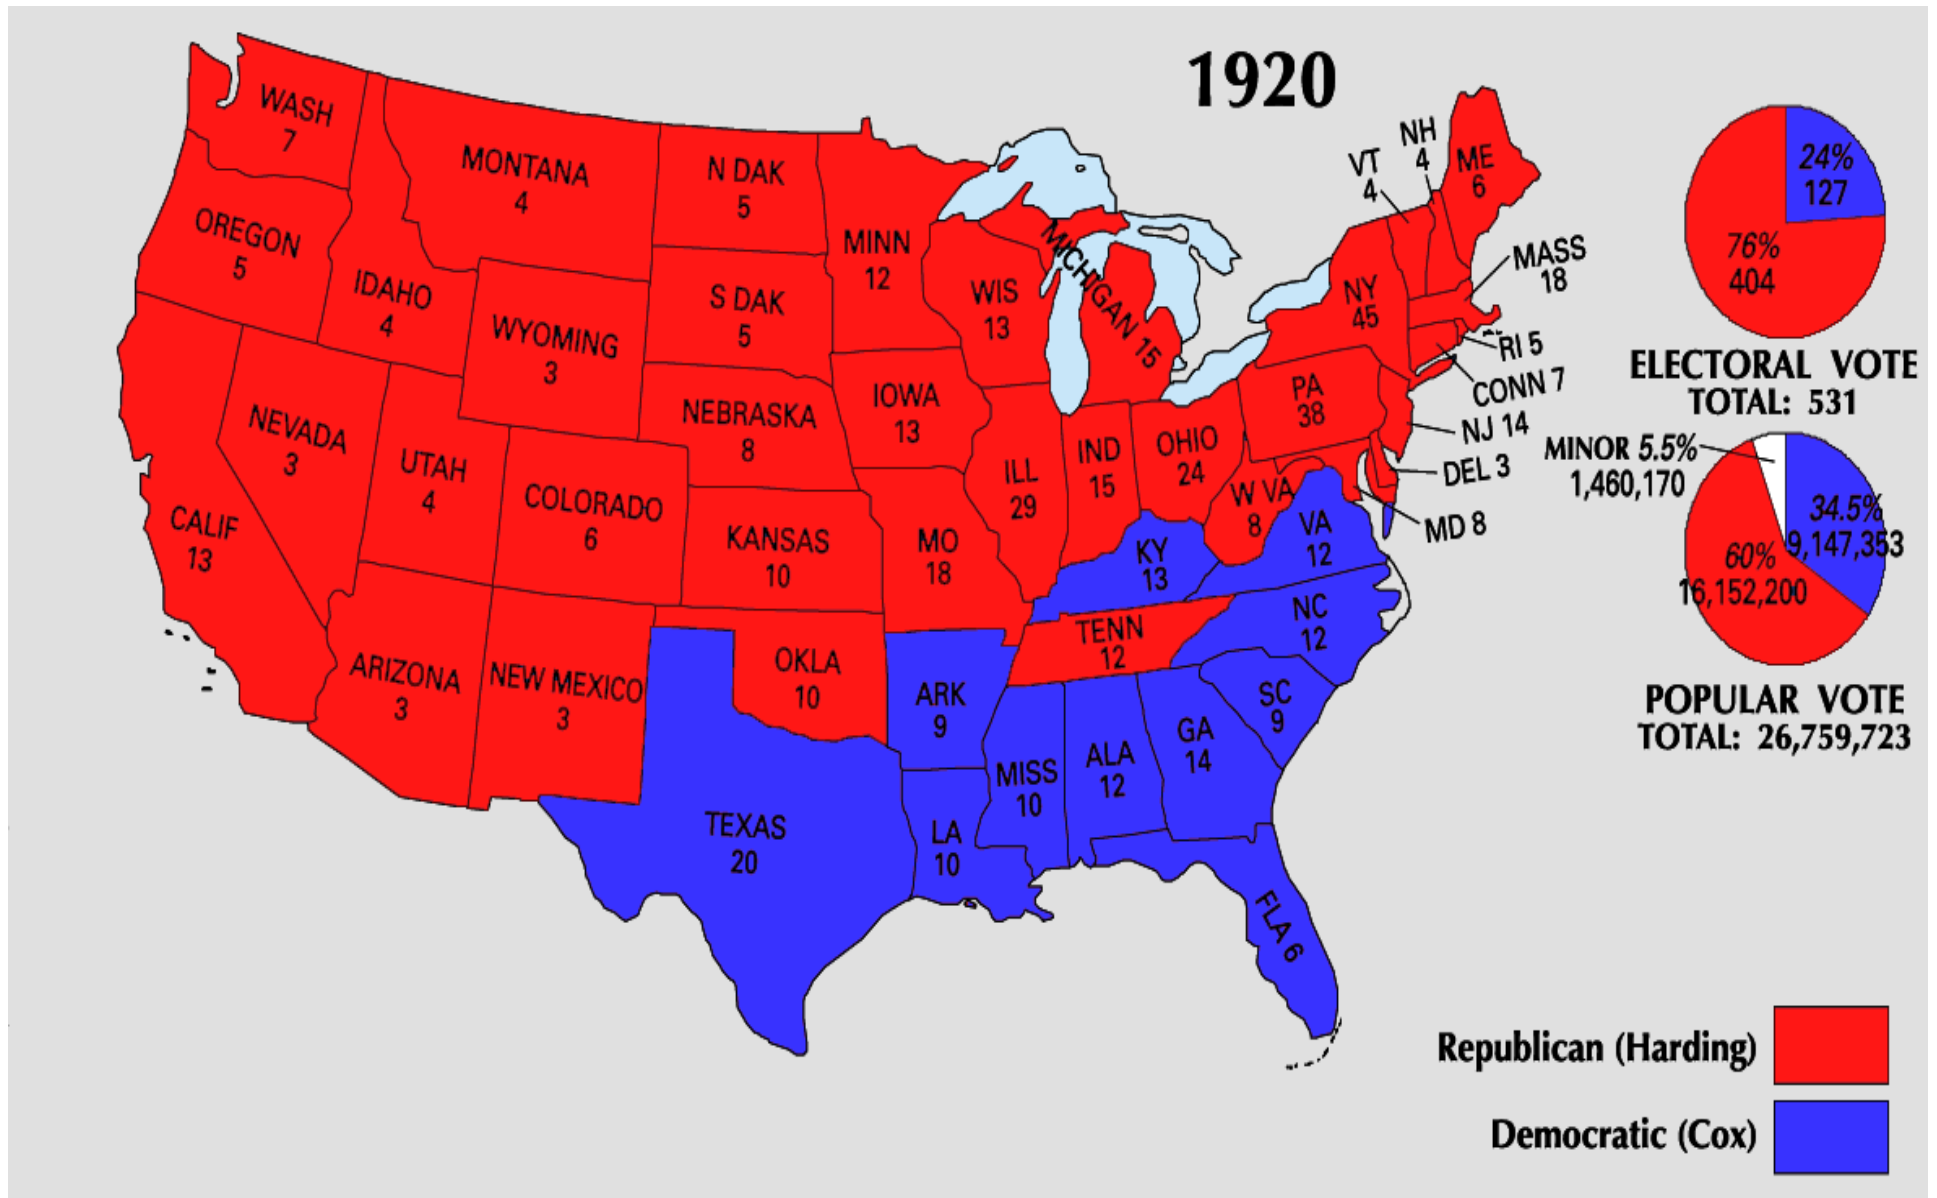 1920
WASH
7
MONTANA
4
N DAK
5
MINN
12
OREGON
5
IDAHO
4
WYOMING
3
S DAK
5
WIS
13
MICHIGAN 15
NY
45
VT
4
NH
4
ME
6
MASS
18
RI 5
CONN 7
NJ 14
DEL 3
MD 8
PA
38
NEVADA
3
UTAH
4
COLORADO
6
NEBRASKA
8
IOWA
13
ILL
29
IND
15
OHIO
24
W VA
8
VA
12
CALIF
13
KANSAS
10
MO
18
KY
13
ARIZONA
3
NEW MEXICO
3
OKLA
10
ARK
9
TENN
12
NC
12
SC
9
TEXAS
20
LA
10
MISS
10
ALA
12
GA
14
FLA 6
24%
127
76%
404
ELECTORAL VOTE
TOTAL: 531
MINOR 5.5%
1,460,170
34.5%
9,147,353
60%
16,152,200
POPULAR VOTE
TOTAL: 26,759,723
Republican (Harding)
Democratic (Cox)